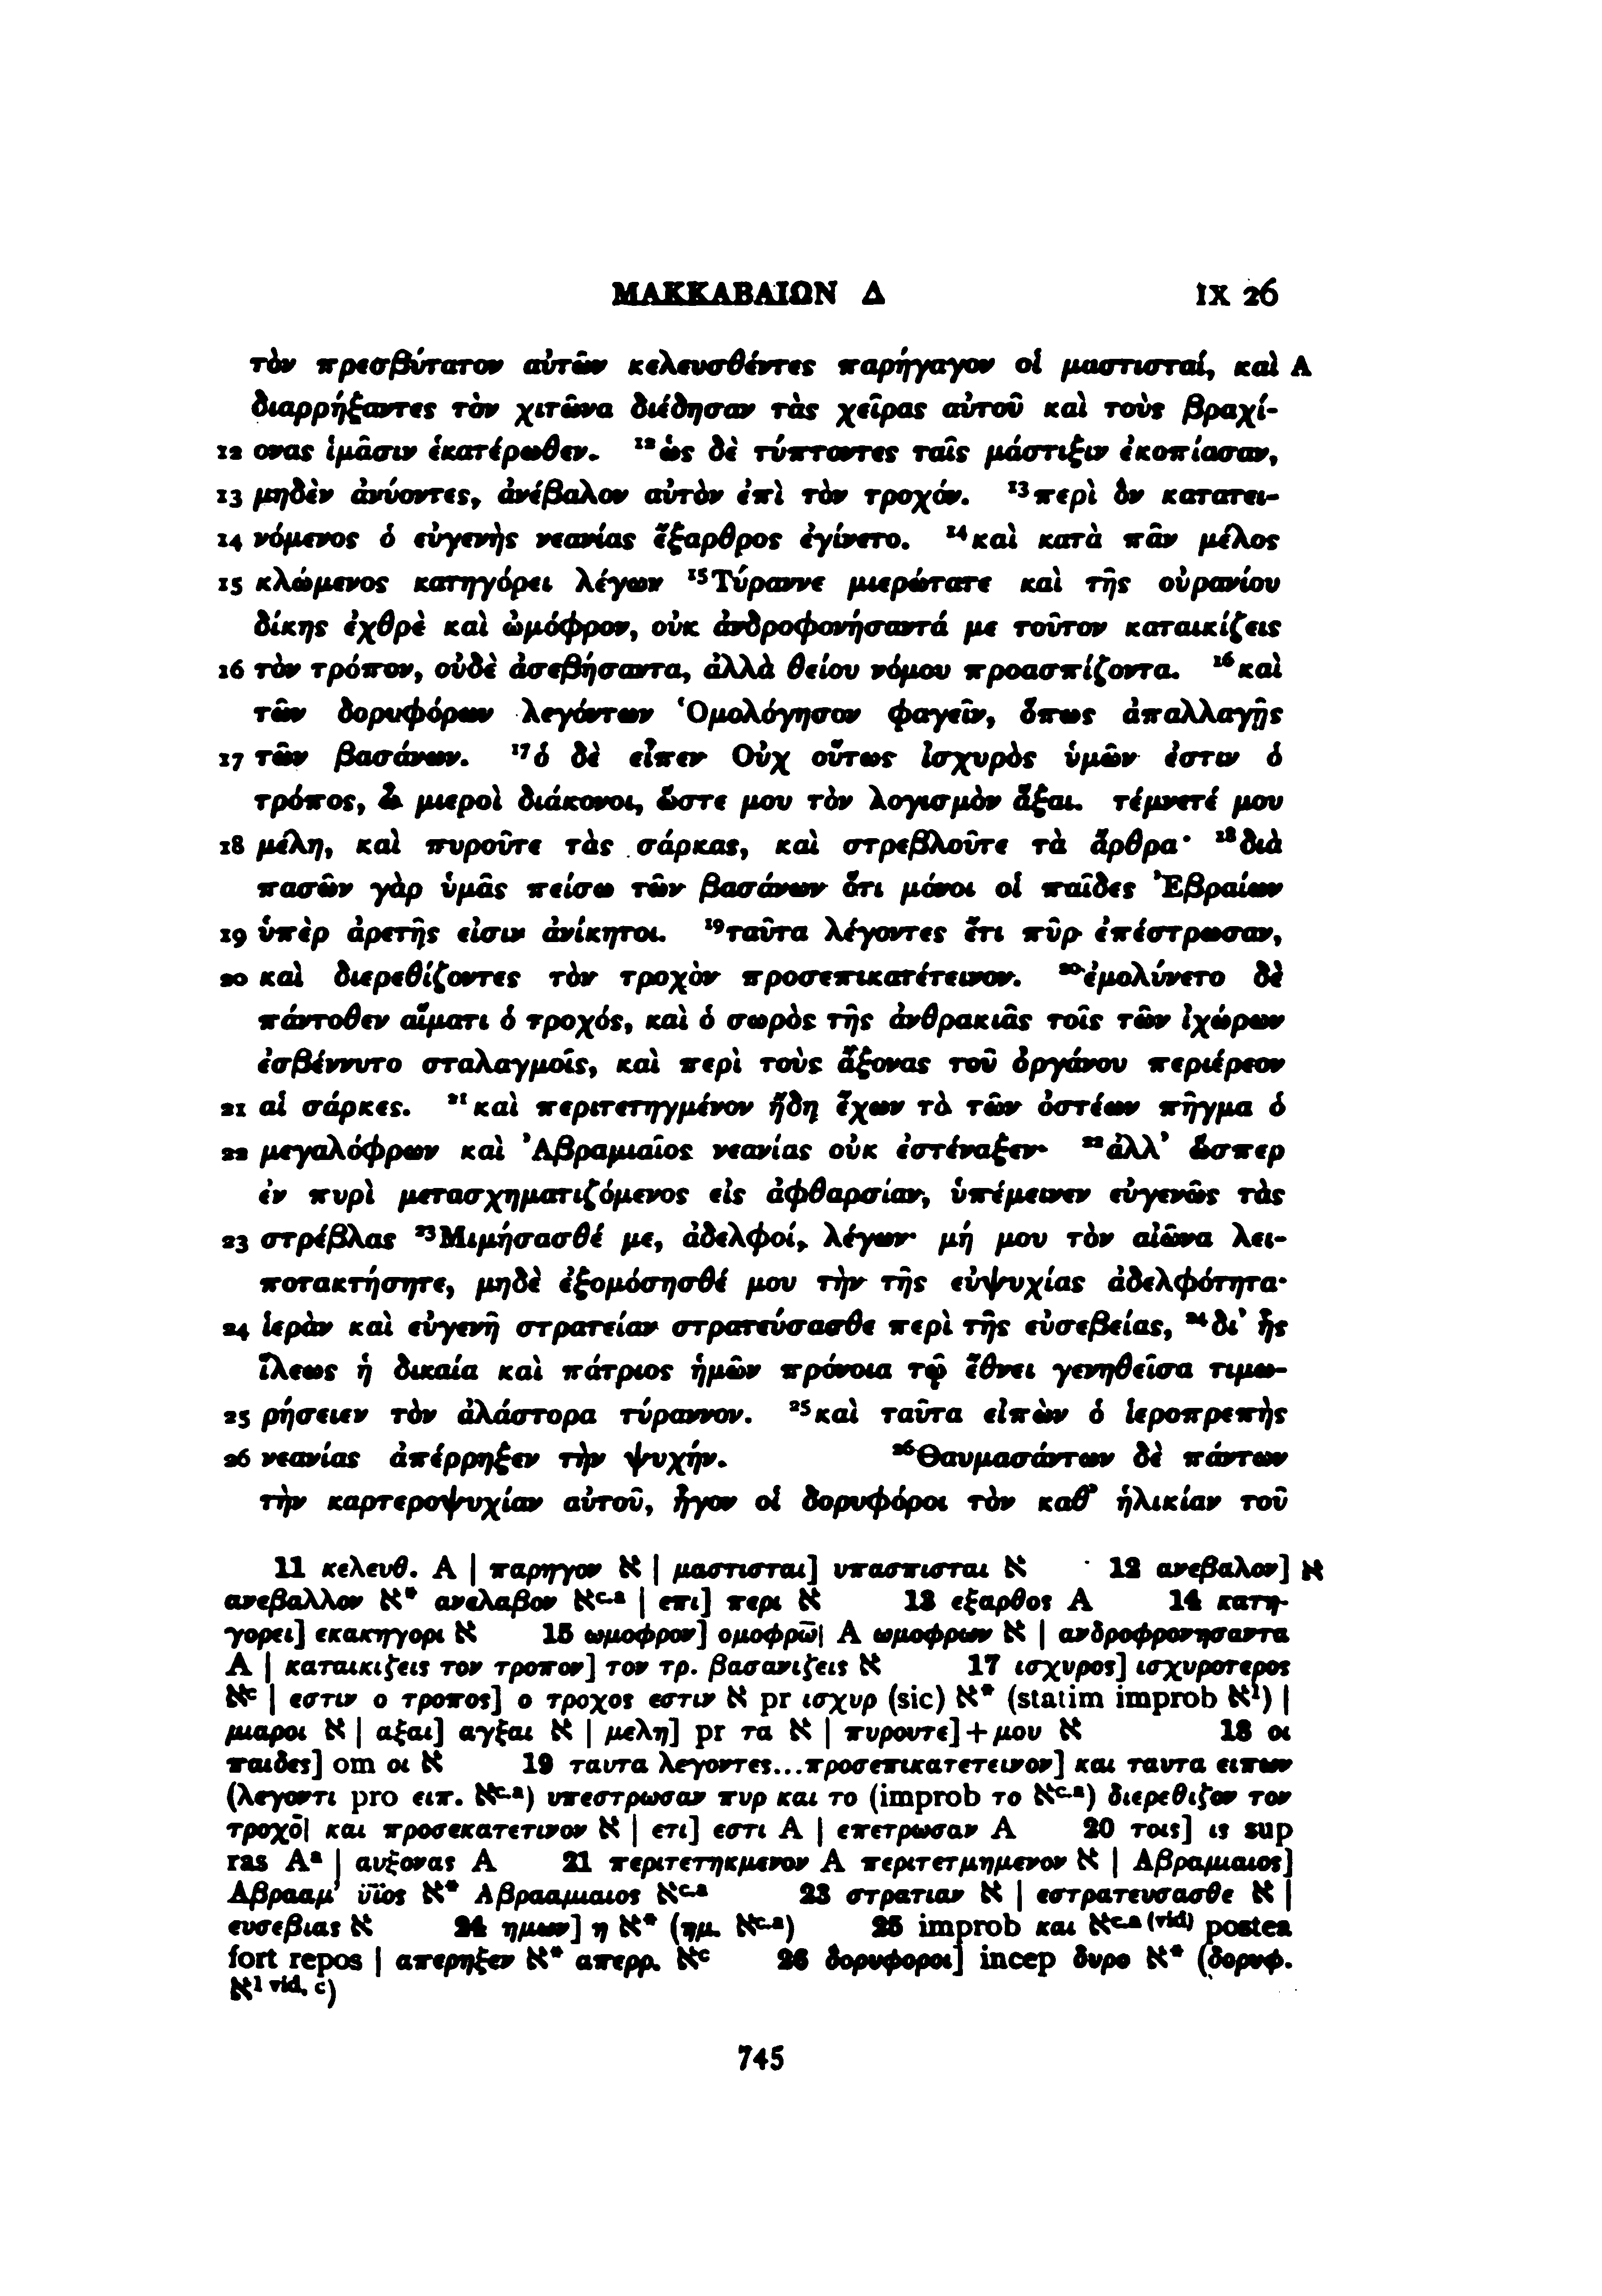 ΜΑΚΚΑΒΑΙΩΝ Δ IX 26
τὸν πρεσβύτατον αὐτῶν κελευσθέντες παρήγαγον οἱ μαστισταί, καὶ A
διαρρήξαντες τὸν χιτῶνα διέδησαν τὰς χεῖρας αὐτοῦ καὶ τοὺς βραχί-
12 ονας ἱμᾶσιν ἑκατέρωθεν. ¹²ὡς δὲ τύπτοντες ταῖς μάστιξιν ἐκοπίασαν,
13 μηδὲν ἀνύοντες, ἀνέβαλον αὐτὸν ἐπὶ τὸν τροχόν. ¹³περὶ ὃν κατατει-
14 νόμενος ὁ εὐγενὴς νεανίας ἔξαρθρος ἐγίνετο. ¹⁴καὶ κατὰ πᾶν μέλος
15 κλώμενος κατηγόρει λέγων ¹⁵Τύραννε μιερώτατε καὶ τῆς οὐρανίου
δίκης ἐχθρὲ καὶ ὠμόφρον, οὐκ ἀνδροφονήσαντά με τοῦτον καταικίζεις
16 τὸν τρόπον, οὐδὲ ἀσεβήσαντα, ἀλλὰ θείου νόμου προασπίζοντα. ¹⁶καὶ
τῶν δορυφόρων λεγόντων Ὁμολόγησον φαγεῖν, ὅπως ἀπαλλαγῇς
17 τῶν βασάνων. ¹⁷ὁ δὲ εἶπεν Οὐχ οὕτως ἰσχυρὸς ὑμῶν ἐστιν ὁ
τρόπος, ὦ μιεροὶ διάκονοι, ὥστε μου τὸν λογισμὸν ἆξαι. τέμνετέ μου
18 μέλη, καὶ πυροῦτε τὰς σάρκας, καὶ στρεβλοῦτε τὰ ἄρθρα· ¹⁸διὰ
πασῶν γὰρ ὑμᾶς πείσω τῶν βασάνων ὅτι μόνοι οἱ παῖδες Ἐβραίων
19 ὑπὲρ ἀρετῆς εἰσιν ἀνίκητοι. ¹⁹ταῦτα λέγοντες ἔτι πῦρ ἐπέστρωσαν,
20 καὶ διερεθίζοντες τὸν τροχὸν προσεπικατέτεινον. ²⁰ἐμολύνετο δὲ
πάντοθεν αἵματι ὁ τροχός, καὶ ὁ σωρὸς τῆς ἀνθρακιᾶς τοῖς τῶν ἰχώρων
ἐσβέννυτο σταλαγμοῖς, καὶ περὶ τοὺς ἄξονας τοῦ ὀργάνου περιέρεον
21 αἱ σάρκες. ²¹καὶ περιτετηγμένον ἤδη ἔχων τὸ τῶν ὀστέων πῆγμα ὁ
22 μεγαλόφρων καὶ Ἀβραμιαῖος νεανίας οὐκ ἐστέναξεν· ²²ἀλλ’ ὥσπερ
ἐν πυρὶ μετασχηματιζόμενος εἰς ἀφθαρσίαν, ὑπέμεινεν εὐγενῶς τὰς
23 στρέβλας ²³Μιμήσασθέ με, ἀδελφοί, λέγων· μή μου τὸν αἰῶνα λει-
ποτακτήσητε, μηδὲ ἐξομόσησθέ μου τὴν τῆς εὐψυχίας ἀδελφότητα·
24 ἱερὰν καὶ εὐγενῆ στρατείαν στρατεύσασθε περὶ τῆς εὐσεβείας, ²⁴δι’ ἧς
ἵλεως ἡ δικαία καὶ πάτριος ἡμῶν πρόνοια τῷ ἔθνει γενηθεῖσα τιμω-
25 ρήσειεν τὸν ἀλάστορα τύραννον. ²⁵καὶ ταῦτα εἰπὼν ὁ ἱεροπρεπὴς
26 νεανίας ἀπέρρηξεν τὴν ψυχήν. ²⁶Θαυμασάντων δὲ πάντων
τὴν καρτεροψυχίαν αὐτοῦ, ἦγον οἱ δορυφόροι τὸν καθ’ ἡλικίαν τοῦ
11 κελευθ. A | παρηγον א | μαστισται] υπασπισται א 12 ανεβαλον] א
ανεβαλλον א* ανελαβον אᶜ·ᵃ | επι] περι א 13 εξαρθος A 14 κατη-
γορει] εκακηγορι א 15 ωμοφρον] ομοφρω̄| A ωμοφρων א | ανδροφρονησαντα
A | καταικιζεις τον τροπον] τον τρ. βασανιζεις א 17 ισχυρος] ισχυροτερος
אᶜ | εστιν ο τροπος] ο τροχος εστιν א pr ισχυρ (sic) א* (statim improb א¹) |
μιαροι א | αξαι] αγξαι א | μελη] pr τα א | πυρουτε]+μου א 18 οι
παιδες] om οι א 19 ταυτα λεγοντες...προσεπικατετεινον] και ταυτα ειπων
(λεγοντι pro ειπ. אᶜ·ᵃ) υπεστρωσαν πυρ και το (improb το אᶜ·ᵃ) διερεθιζον τον
τροχο̄| και προσεκατετινον א | ετι] εστι A | επετρωσαν A 20 τοις] ις sup
ras Aᵃ | αυξονας A 21 περιτετηκμενον A περιτετμημενον א | Αβραμιαιος]
Αβρααμ’ ϋϊος א* Αβρααμιαιος אᶜ·ᵃ 23 στρατιαν א | εστρατευσασθε א |
ευσεβιας א 24 ημων] η א* (ημ. אᶜ·ᵃ) 25 improb και אᶜ·ᵃ ⁽ᵛⁱᵈ⁾ postea
fort repos | απερηξεν א* απερρ. אᶜ 26 δορυφοροι] incep δυρο א* (δορυφ.
א¹ ᵛⁱᵈ, ᶜ)
745